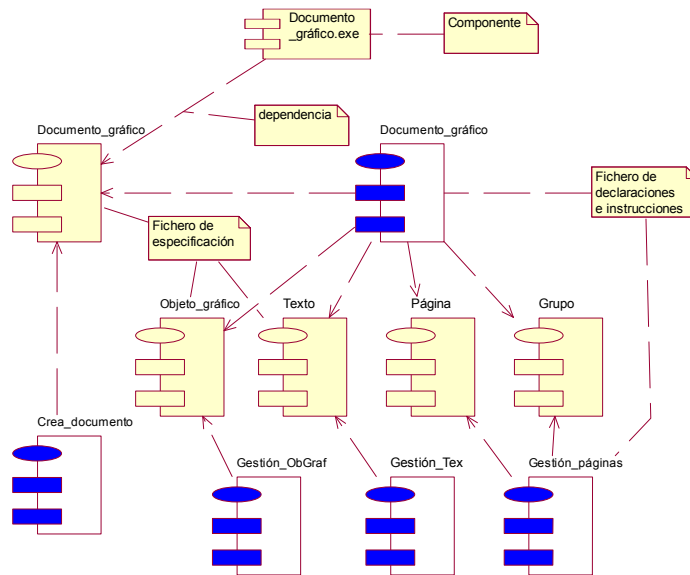 Documento
_gráfico.exe
Componente
dependencia
Documento_gráfico
Documento_gráfico
Fichero de
declaraciones
e instrucciones
Fichero de
especificación
Objeto_gráfico
Texto
Página
Grupo
Crea_documento
Gestión_ObGraf
Gestión_Tex
Gestión_páginas